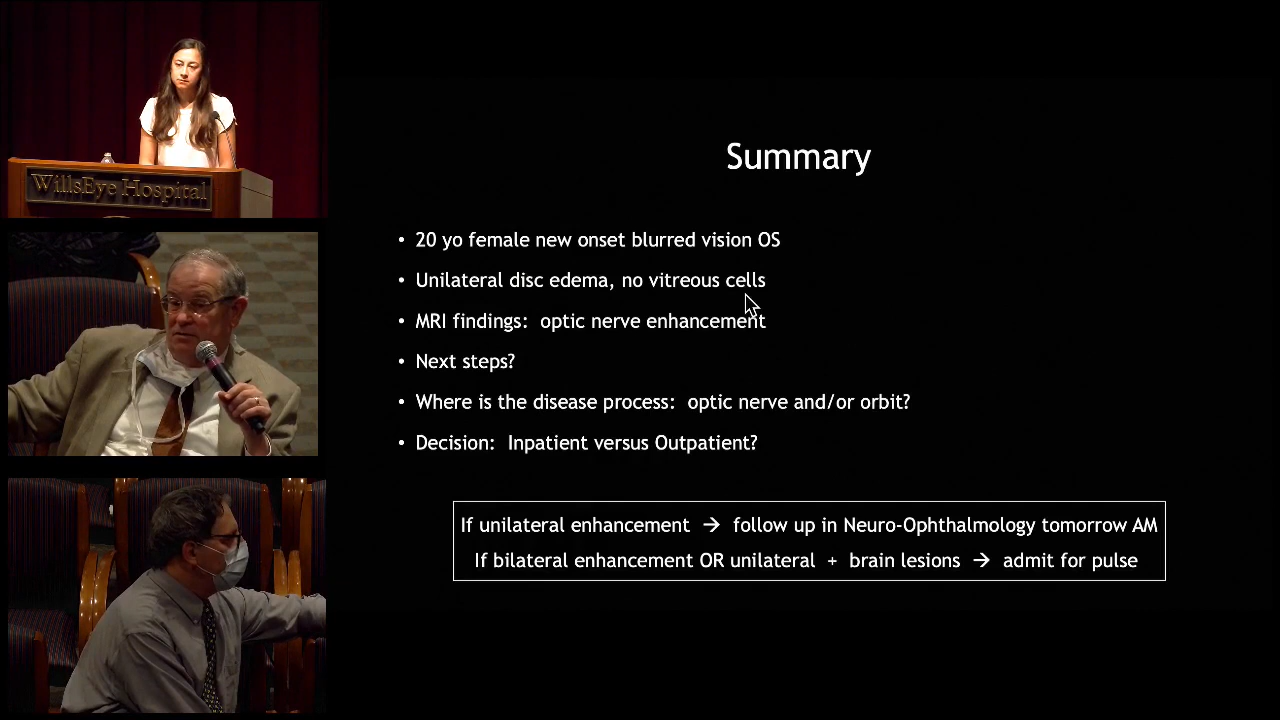 WillsEye Hospital
Summary
• 20 yo female new onset blurred vision OS
• Unilateral disc edema, no vitreous cells
• MRI findings:  optic nerve enhancement
• Next steps?
• Where is the disease process:  optic nerve and/or orbit?
• Decision:  Inpatient versus Outpatient?
If unilateral enhancement → follow up in Neuro-Ophthalmology tomorrow AM
If bilateral enhancement OR unilateral + brain lesions → admit for pulse